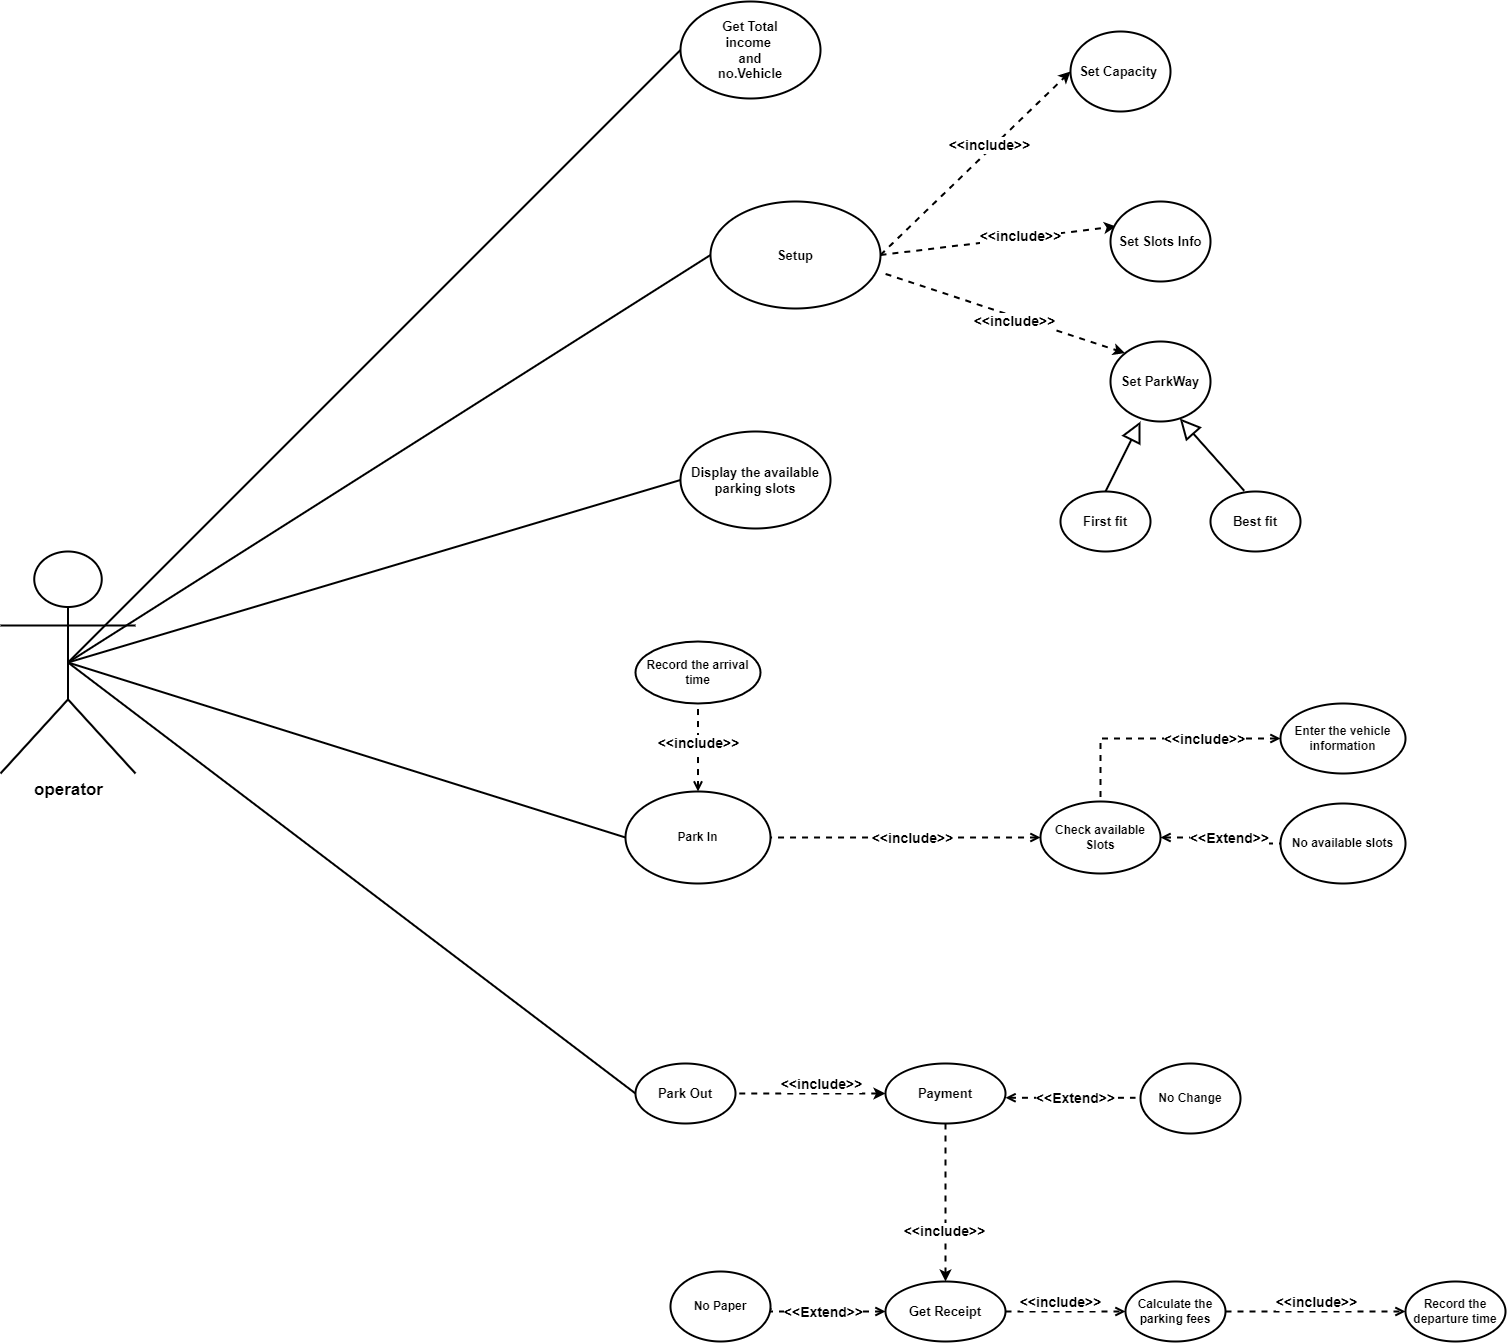 Get Total
income
and
no.Vehicle
Set Capacity
<<include>>
Setup
<<include>>
Set Slots Info
<<include>>
Set ParkWay
Display the available
parking slots
First fit
Best fit
operator
Record the arrival
time
<<include>>
Park In
<<include>>
Check available
Slots
<<include>>
Enter the vehicle
information
<<Extend>>
No available slots
Park Out
<<include>>
Payment
<<Extend>>
No Change
<<include>>
No Paper
<<Extend>>
Get Receipt
<<include>>
Calculate the
parking fees
<<include>>
Record the
departure time